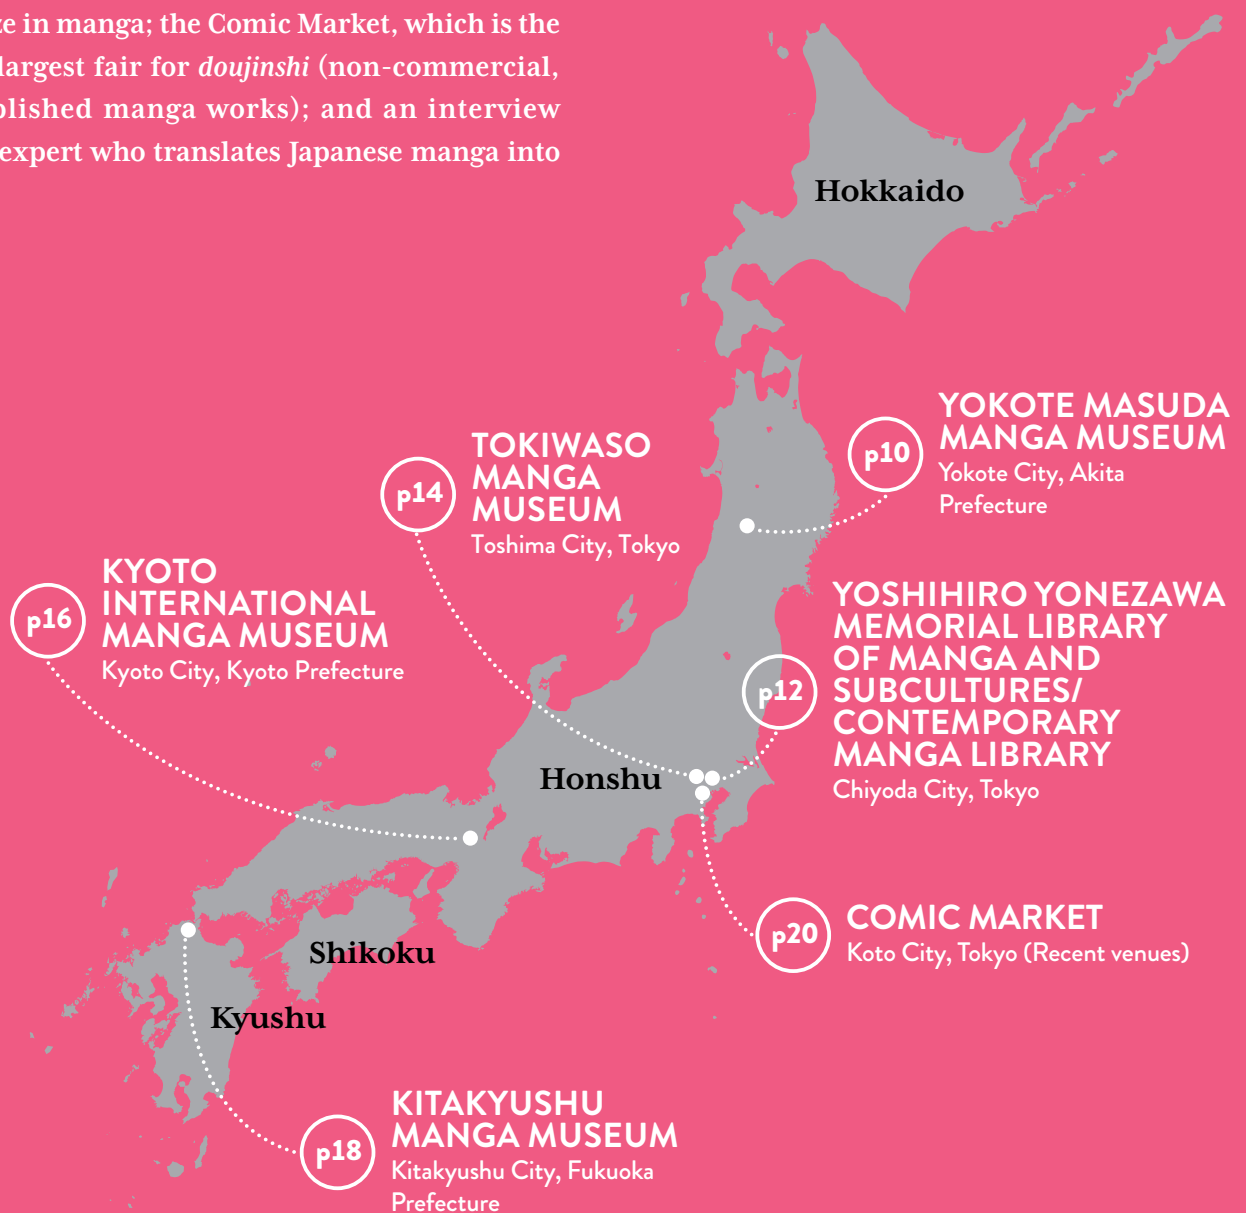 ze in manga; the Comic Market, which is the
largest fair for doujinshi (non-commercial,
blished manga works); and an interview
expert who translates Japanese manga into
Hokkaido
p10
YOKOTE MASUDA
MANGA MUSEUM
Yokote City, Akita
Prefecture
p14
TOKIWASO
MANGA
MUSEUM
Toshima City, Tokyo
p16
KYOTO
INTERNATIONAL
MANGA MUSEUM
Kyoto City, Kyoto Prefecture
p12
YOSHIHIRO YONEZAWA
MEMORIAL LIBRARY
OF MANGA AND
SUBCULTURES/
CONTEMPORARY
MANGA LIBRARY
Chiyoda City, Tokyo
Honshu
p20
COMIC MARKET
Koto City, Tokyo (Recent venues)
Shikoku
Kyushu
p18
KITAKYUSHU
MANGA MUSEUM
Kitakyushu City, Fukuoka
Prefecture